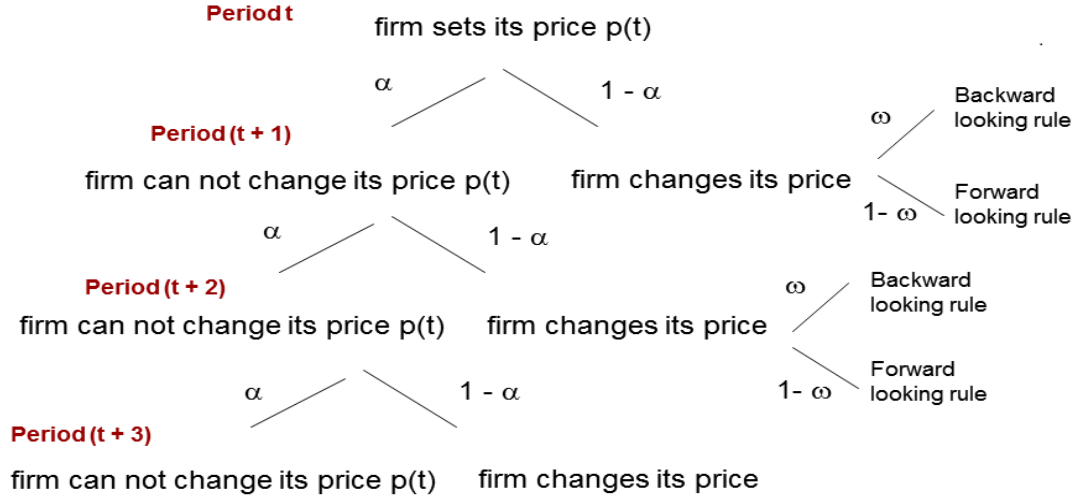 Period t
firm sets its price p(t)
α
1 - α
Backward
looking rule
ω
Period (t + 1)
firm can not change its price p(t)
firm changes its price
Forward
looking rule
1- ω
α
1 - α
Period (t + 2)
ω
Backward
looking rule
firm can not change its price p(t)
firm changes its price
Forward
looking rule
α
1 - α
1- ω
Period (t + 3)
firm can not change its price p(t)
firm changes its price